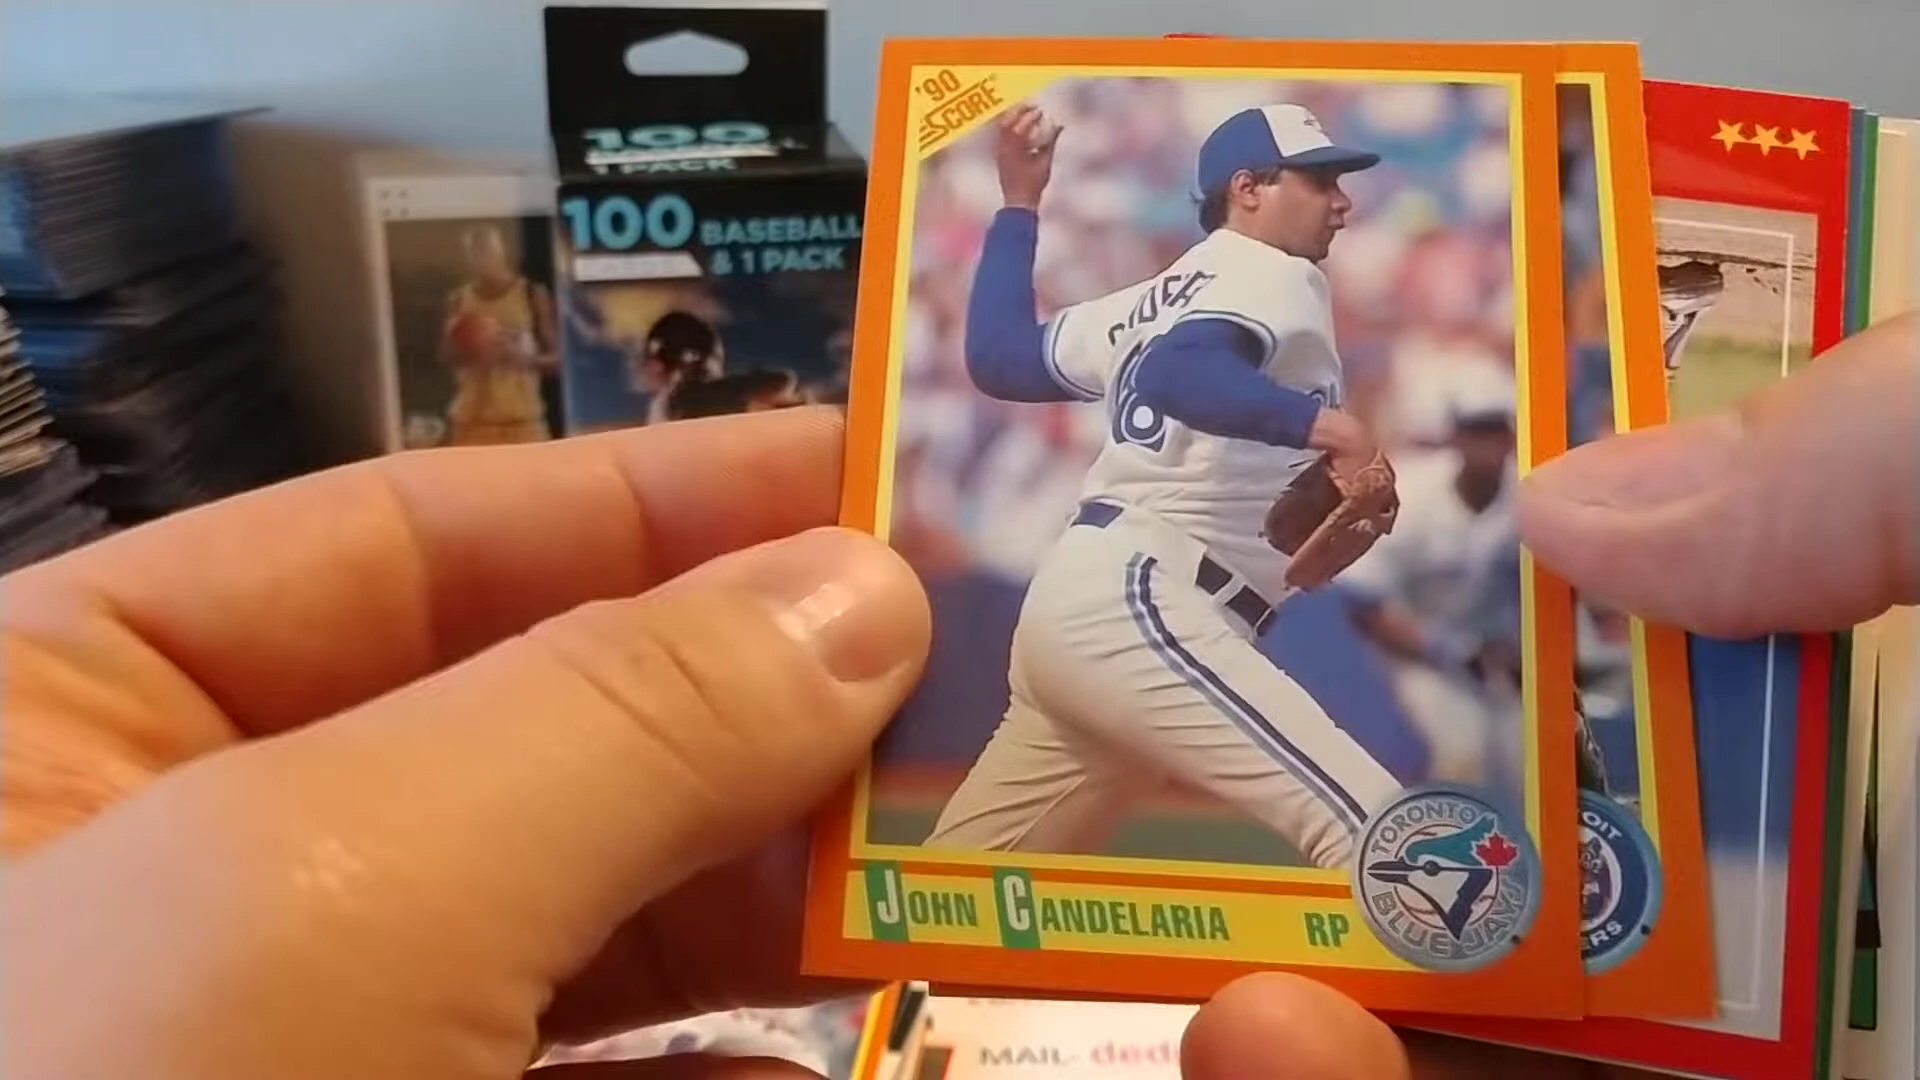 100
1 PACK
100 BASEBALL
& 1 PACK
'90
SCORE
JOHN CANDELARIA RP
TORONTO
BLUE JAYS
MAIL-